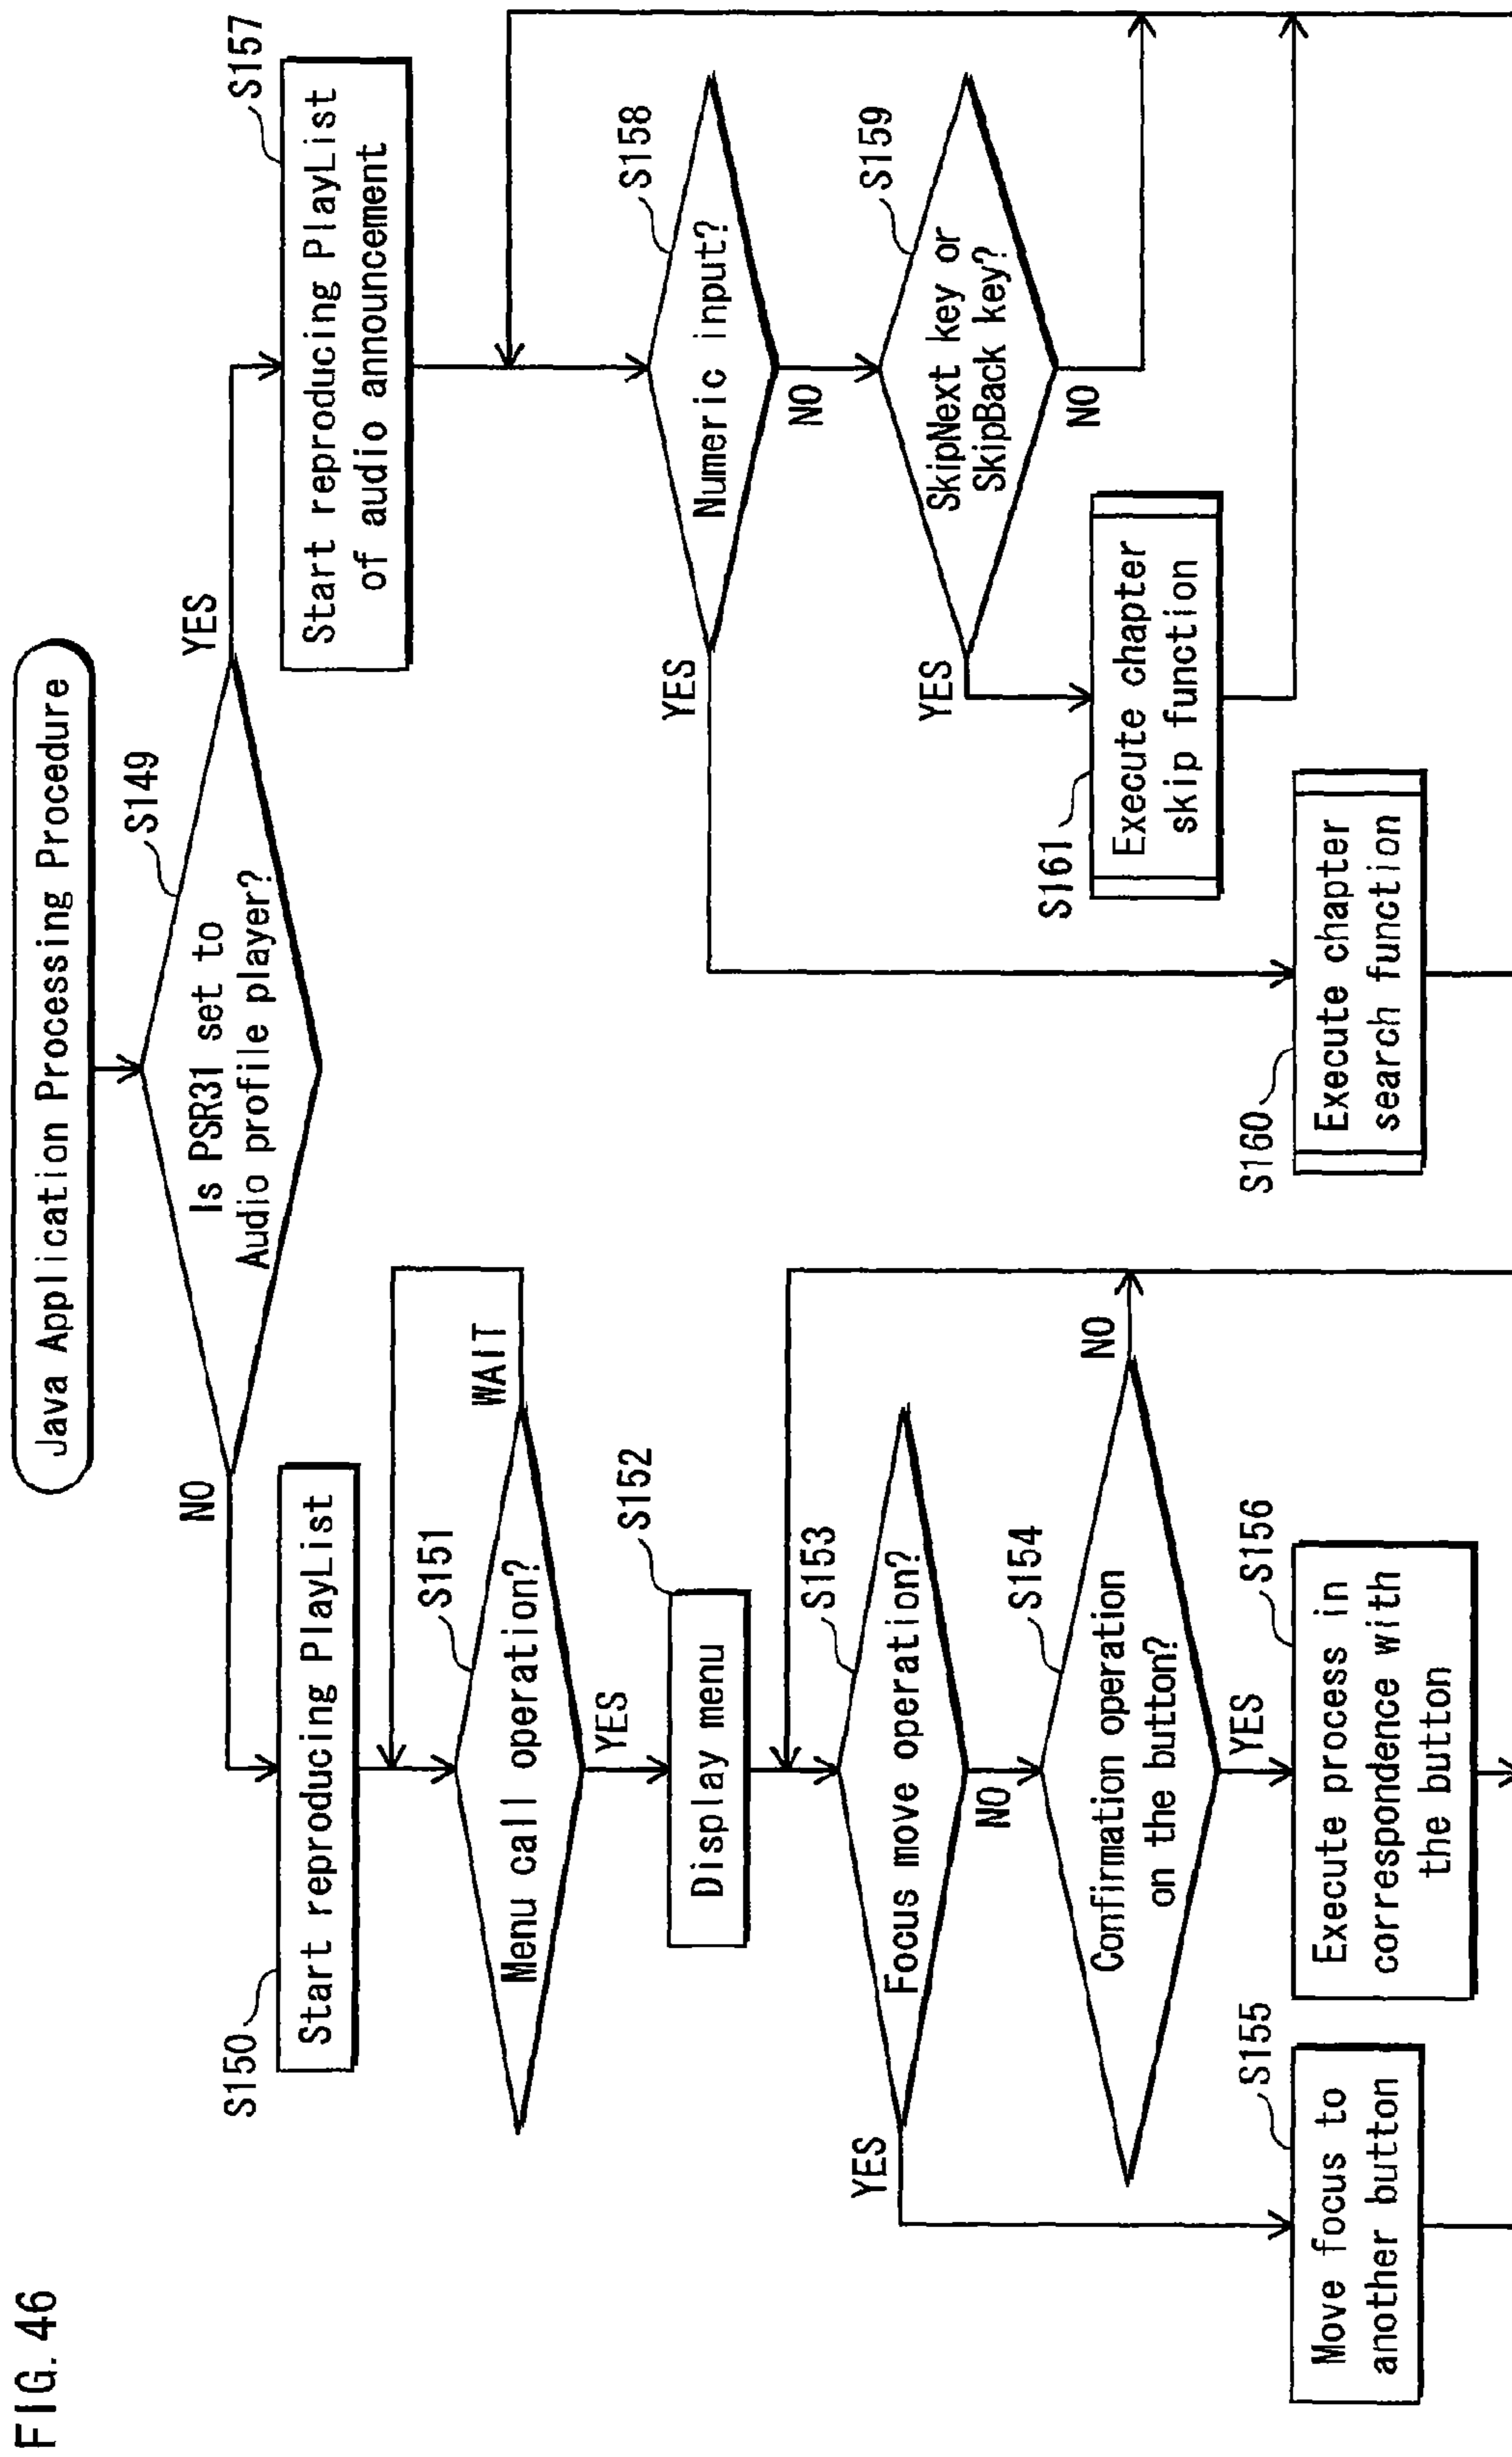 FIG. 46
Java Application Processing Procedure
S149
Is PSR31 set to
Audio profile player?
NO
YES
S150
Start reproducing PlayList
S151
Menu call operation?
WAIT
YES
S152
Display menu
S153
Focus move operation?
YES
NO
S154
Confirmation operation
on the button?
NO
YES
S155
Move focus to
another button
S156
Execute process in
correspondence with
the button
S157
Start reproducing PlayList
of audio announcement
S158
Numeric input?
YES
NO
S159
SkipNext key or
SkipBack key?
YES
NO
S161
Execute chapter
skip function
S160
Execute chapter
search function